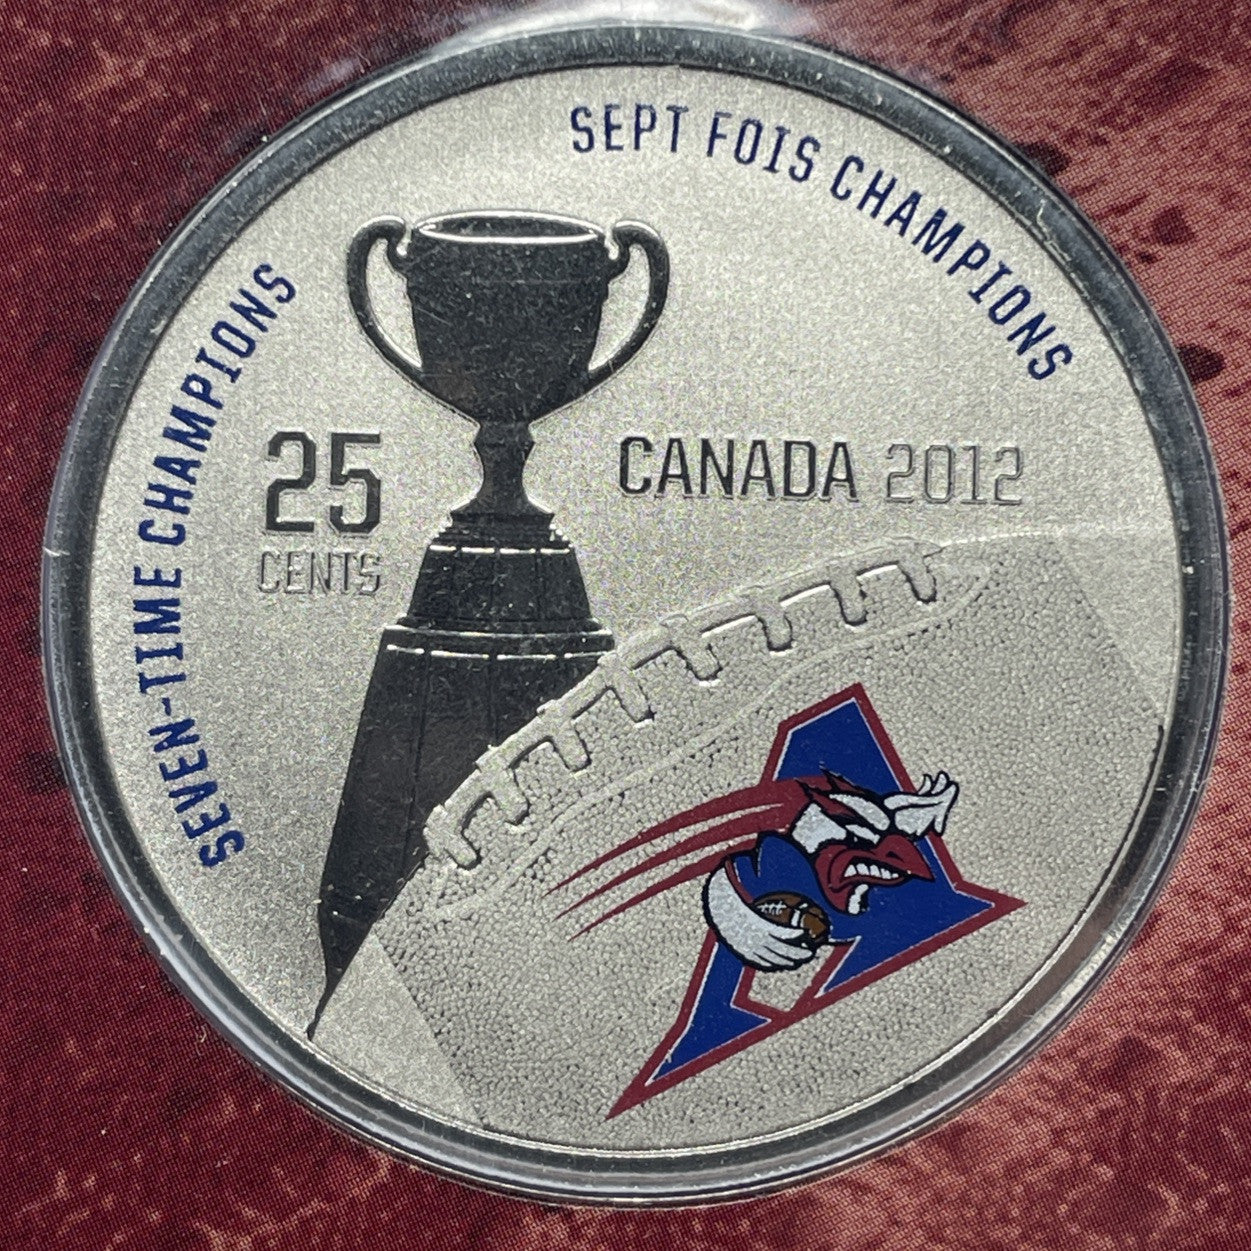 SEPT FOIS CHAMPIONS
SEVEN-TIME CHAMPIONS
25
CENTS
CANADA 2012